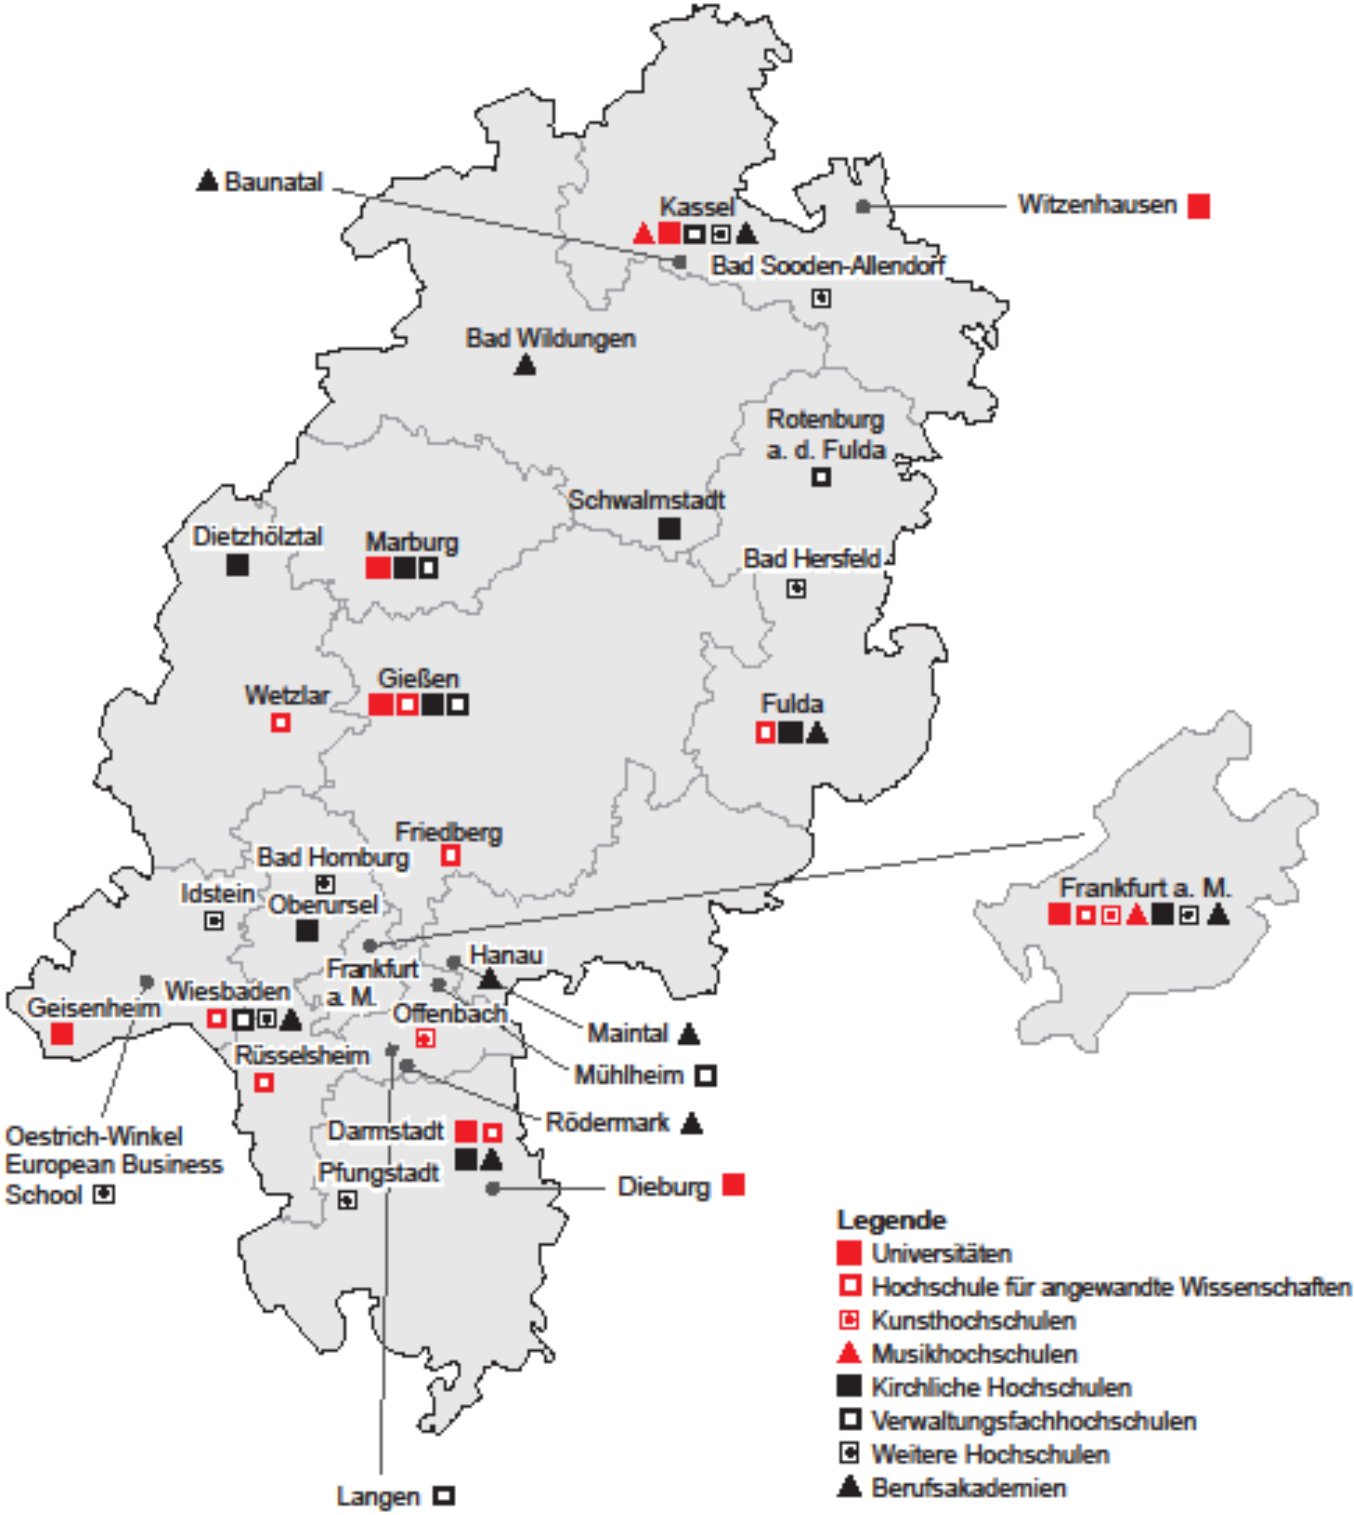 Baunatal
Kassel
Witzenhausen
Bad Sooden-Allendorf
Bad Wildungen
Rotenburg
a. d. Fulda
Schwalmstadt
Dietzhölztal
Marburg
Bad Hersfeld
Gießen
Wetzlar
Fulda
Friedberg
Bad Homburg
Idstein
Oberursel
Frankfurt a. M.
Hanau
Frankfurt
a. M.
Wiesbaden
Geisenheim
Offenbach
Maintal
Rüsselsheim
Mühlheim
Rödermark
Darmstadt
Oestrich-Winkel
European Business
School
Pfungstadt
Dieburg
Langen
Legende
Universitäten
Hochschule für angewandte Wissenschaften
Kunsthochschulen
Musikhochschulen
Kirchliche Hochschulen
Verwaltungsfachhochschulen
Weitere Hochschulen
Berufsakademien